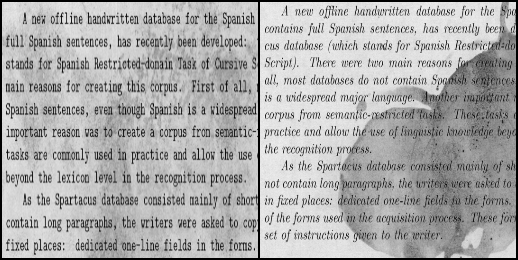 A new offline handwritten database for the Spanish
full Spanish sentences, has recently been developed:
stands for Spanish Restricted-domain Task of Cursive S
main reasons for creating this corpus. First of all,
Spanish sentences, even though Spanish is a widespread
important reason was to create a corpus from semantic-
tasks are commonly used in practice and allow the use
beyond the lexicon level in the recognition process.
As the Spartacus database consisted mainly of short
contain long paragraphs, the writers were asked to copy
fixed places: dedicated one-line fields in the forms.
A new offline handwritten database for the Spa
contains full Spanish sentences, has recently been d
cus database (which stands for Spanish Restricted-do
Script). There were two main reasons for creating
all, most databases do not contain Spanish sentences,
is a widespread major language. Another important
corpus from semantic-restricted tasks. These tasks
practice and allow the use of linguistic knowledge bey
the recognition process.
As the Spartacus database consisted mainly of sh
not contain long paragraphs, the writers were asked to
in fixed places: dedicated one-line fields in the forms.
of the forms used in the acquisition process. These for
set of instructions given to the writer.